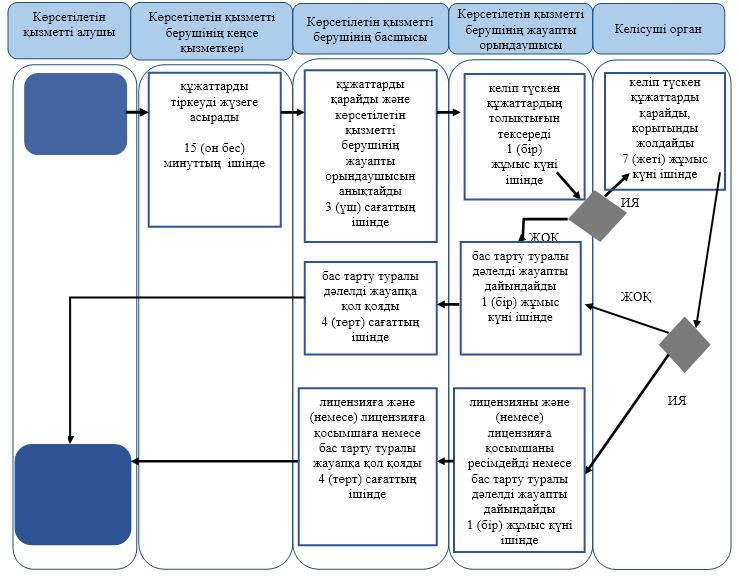 Көрсетілетін
қызметті алушы
Көрсетілетін қызметті
берушінің кеңсе
қызметкері
Көрсетілетін қызметті
берушінің басшысы
Көрсетілетін қызметті
берушінің жауапты
орындаушысы
Келісуші орган
құжаттарды
тіркеуді жүзеге
асырады
15 (он бес)
минуттың ішінде
құжаттарды
қарайды және
көрсетілетін
қызметті
берушінің
жауапты
орындаушысын
анықтайды
3 (үш) сағаттың
ішінде
келіп түскен
құжаттардың
толықтығын
тексереді
1 (бір)
жұмыс күні
ішінде
келіп түскен
құжаттарды
қарайды,
қорытынды
жолдайды
7 (жеті) жұмыс
күні ішінде
ИЯ
ЖОҚ
бас тарту туралы
дәлелді жауапқа
қол қояды
4 (төрт) сағаттың
ішінде
бас тарту туралы
дәлелді жауапты
дайындайды
1 (бір) жұмыс
күні ішінде
ЖОҚ
ИЯ
лицензияға және
(немесе) лицензияға
қосымшаға немесе
бас тарту туралы
жауапқа қол қояды
4 (төрт) сағаттың
ішінде
лицензияны және
(немесе)
лицензияға
қосымшаны
ресімдейді немесе
бас тарту туралы
дәлелді жауапты
дайындайды
1 (бір) жұмыс күні
ішінде